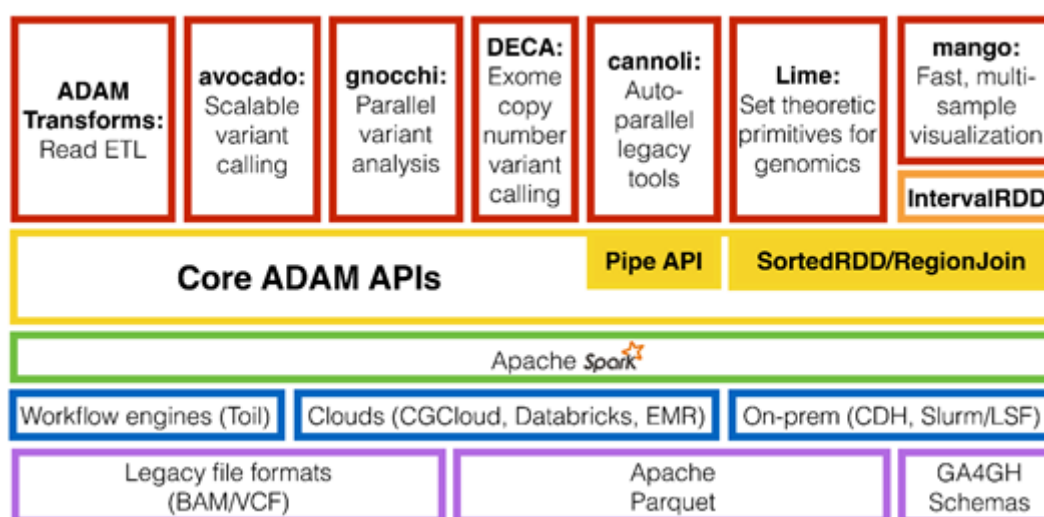 ADAM
Transforms:
Read ETL
avocado:
Scalable
variant
calling
gnocchi:
Parallel
variant
analysis
DECA:
Exome
copy
number
variant
calling
cannoli:
Auto-
parallel
legacy
tools
Lime:
Set theoretic
primitives for
genomics
mango:
Fast, multi-
sample
visualization
IntervalRDD
Core ADAM APIs
Pipe API
SortedRDD/RegionJoin
Apache Spark
Workflow engines (Toil)
Clouds (CGCloud, Databricks, EMR)
On-prem (CDH, Slurm/LSF)
Legacy file formats
(BAM/VCF)
Apache
Parquet
GA4GH
Schemas